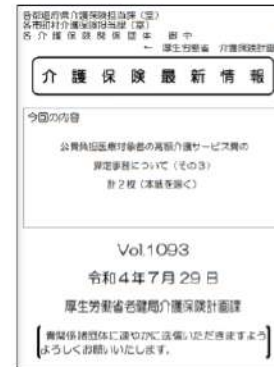 各都道府県介護保険担当課（室）
各市町村介護保険担当課（室）
各介護保険関係団体 御中
← 厚生労働省 介護保険計画
介護保険最新情報
今回の内容
公費負担医療対象者の高額介護サービス費の
算定事務について（その3）
計2枚（本紙を除く）
Vol.1093
令和4年7月29日
厚生労働省老健局介護保険計画課
貴関係諸団体に速やかに送信いただきますよう
よろしくお願いいたします。